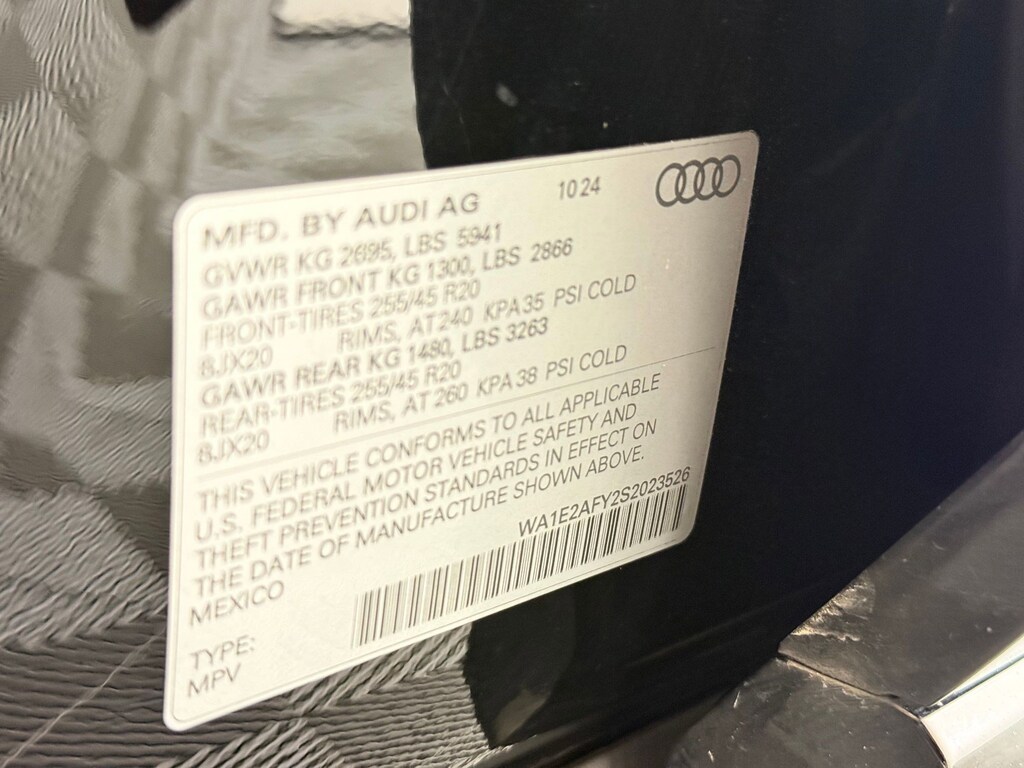 MFD. BY AUDI AG 10 24
GVWR KG 2695, LBS 5941
GAWR FRONT KG 1300, LBS 2866
FRONT-TIRES 255/45 R20
8JX20 RIMS, AT 240 KPA 35 PSI COLD
GAWR REAR KG 1480, LBS 3263
REAR-TIRES 255/45 R20
8JX20 RIMS, AT 260 KPA 38 PSI COLD
THIS VEHICLE CONFORMS TO ALL APPLICABLE
U.S. FEDERAL MOTOR VEHICLE SAFETY AND
THEFT PREVENTION STANDARDS IN EFFECT ON
THE DATE OF MANUFACTURE SHOWN ABOVE.
MEXICO WA1E2AFY2S2023526
TYPE:
MPV